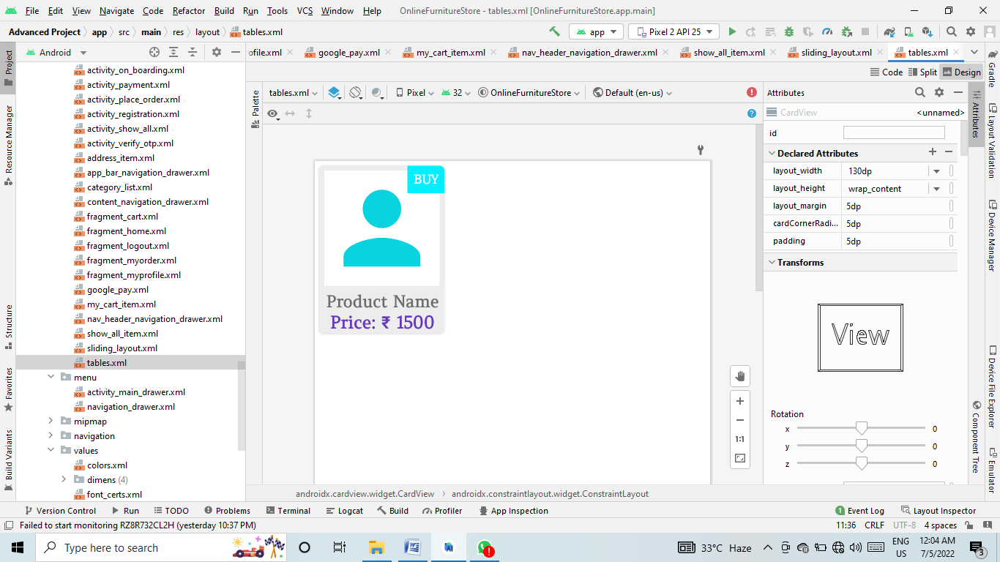 File Edit View Navigate Code Refactor Build Run Tools VCS Window Help OnlineFurnitureStore - tables.xml [OnlineFurnitureStore.app.main]
Advanced Project app src main res layout tables.xml app Pixel 2 API 25
Project
Resource Manager
Structure
Favorites
Build Variants
Android
activity_on_boarding.xml
activity_payment.xml
activity_place_order.xml
activity_registration.xml
activity_show_all.xml
activity_verify_otp.xml
address_item.xml
app_bar_navigation_drawer.xml
category_list.xml
content_navigation_drawer.xml
fragment_cart.xml
fragment_home.xml
fragment_logout.xml
fragment_myorder.xml
fragment_myprofile.xml
google_pay.xml
my_cart_item.xml
nav_header_navigation_drawer.xml
show_all_item.xml
sliding_layout.xml
tables.xml
menu
activity_main_drawer.xml
navigation_drawer.xml
mipmap
navigation
values
colors.xml
dimens (4)
font_certs.xml
ofile.xml google_pay.xml my_cart_item.xml nav_header_navigation_drawer.xml show_all_item.xml sliding_layout.xml tables.xml
Code Split Design
Palette
tables.xml Pixel 32 OnlineFurnitureStore Default (en-us)
BUY
Product Name
Price: ₹ 1500
1:1
androidx.cardview.widget.CardView androidx.constraintlayout.widget.ConstraintLayout
Attributes
CardView <unnamed>
id
Declared Attributes
layout_width 130dp
layout_height wrap_content
layout_margin 5dp
cardCornerRadi... 5dp
padding 5dp
Transforms
View
Rotation
x 0
y 0
z 0
Attributes
Component Tree
Gradle
Layout Validation
Device Manager
Device File Explorer
Emulator
Version Control Run TODO Problems Terminal Logcat Build Profiler App Inspection 1 Event Log Layout Inspector
Failed to start monitoring RZ8R732CL2H (yesterday 10:37 PM) 11:36 CRLF UTF-8 4 spaces
Type here to search 33°C Haze ENG 12:04 AM
US 7/5/2022 3